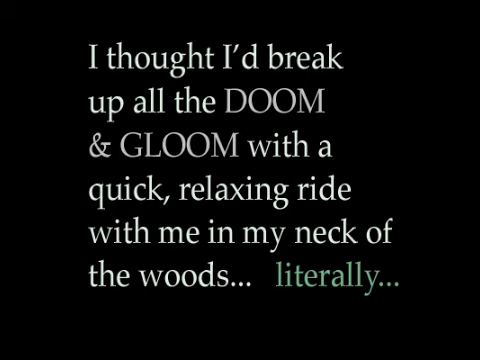 I thought I’d break
up all the DOOM
& GLOOM with a
quick, relaxing ride
with me in my neck of
the woods... literally...